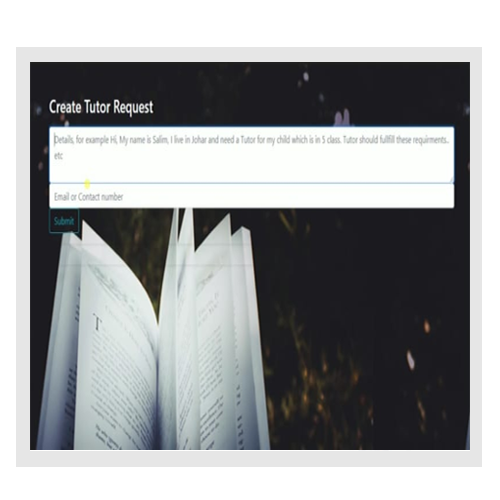 Create Tutor Request
Details, for example Hi, My name is Salim, I live in Johar and need a Tutor for my child which is in 5 class. Tutor should fullfill these requirments..
etc
Email or Contact number
Submit